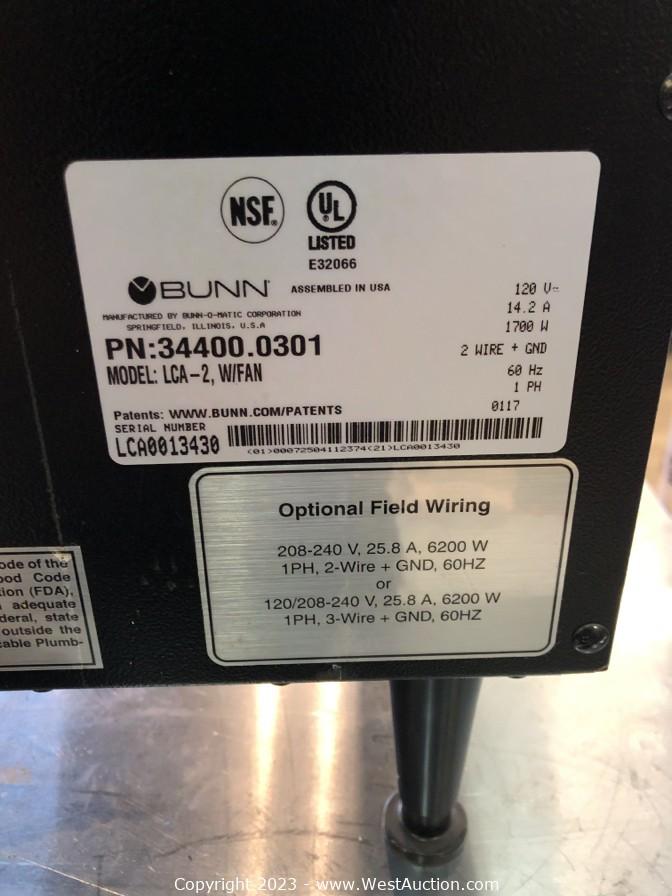 NSF®
UL®
LISTED
E32066
BUNN®
ASSEMBLED IN USA
MANUFACTURED BY BUNN-O-MATIC CORPORATION
SPRINGFIELD, ILLINOIS, U.S.A
PN:34400.0301
MODEL: LCA-2, W/FAN
120 V~
14.2 A
1700 W
2 WIRE + GND
60 Hz
1 PH
0117
Patents: WWW.BUNN.COM/PATENTS
SERIAL NUMBER
LCA0013430
(01)00072504112374(21)LCA0013430
Optional Field Wiring
208-240 V, 25.8 A, 6200 W
1PH, 2-Wire + GND, 60HZ
or
120/208-240 V, 25.8 A, 6200 W
1PH, 3-Wire + GND, 60HZ
ode of the
ood Code
tion (FDA),
adequate
deral, state
outside the
cable Plumb-
Copyright 2023 - www.WestAuction.com